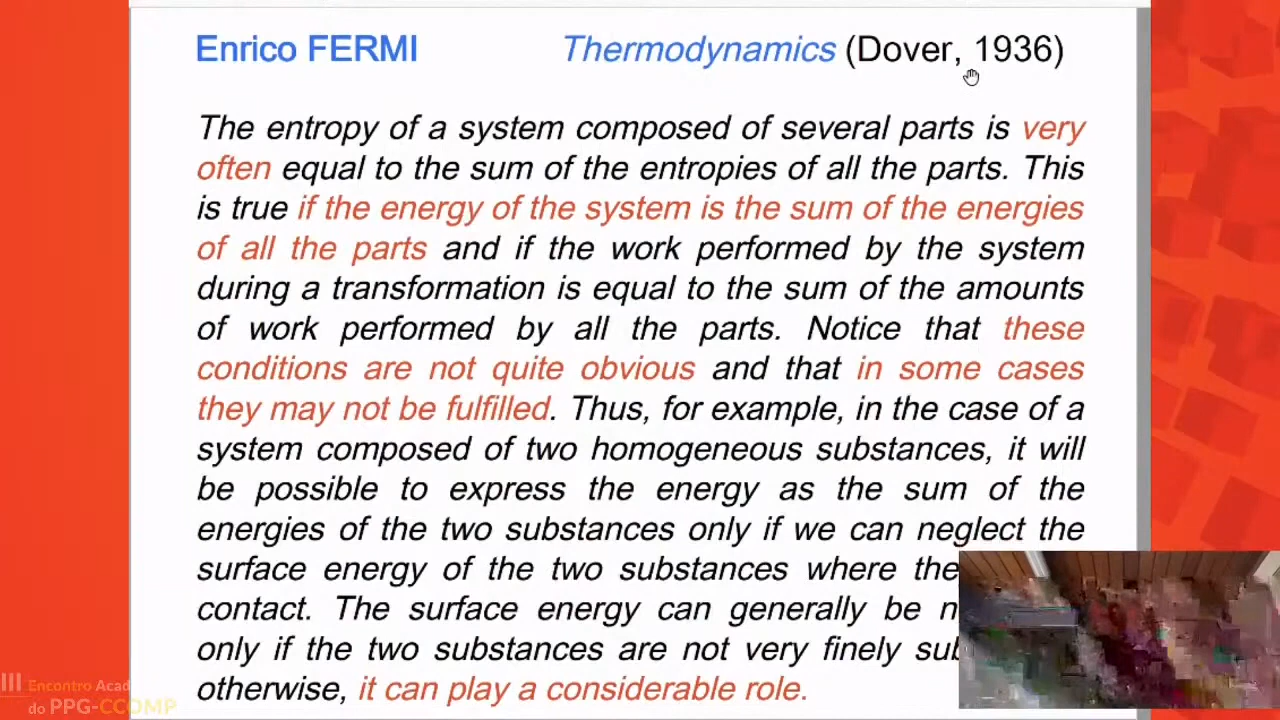 Enrico FERMI Thermodynamics (Dover, 1936)
The entropy of a system composed of several parts is very
often equal to the sum of the entropies of all the parts. This
is true if the energy of the system is the sum of the energies
of all the parts and if the work performed by the system
during a transformation is equal to the sum of the amounts
of work performed by all the parts. Notice that these
conditions are not quite obvious and that in some cases
they may not be fulfilled. Thus, for example, in the case of a
system composed of two homogeneous substances, it will
be possible to express the energy as the sum of the
energies of the two substances only if we can neglect the
surface energy of the two substances where the
contact. The surface energy can generally be
only if the two substances are not very finely
otherwise, it can play a considerable role.
III Encontro Acad
do PPG-CCOMP